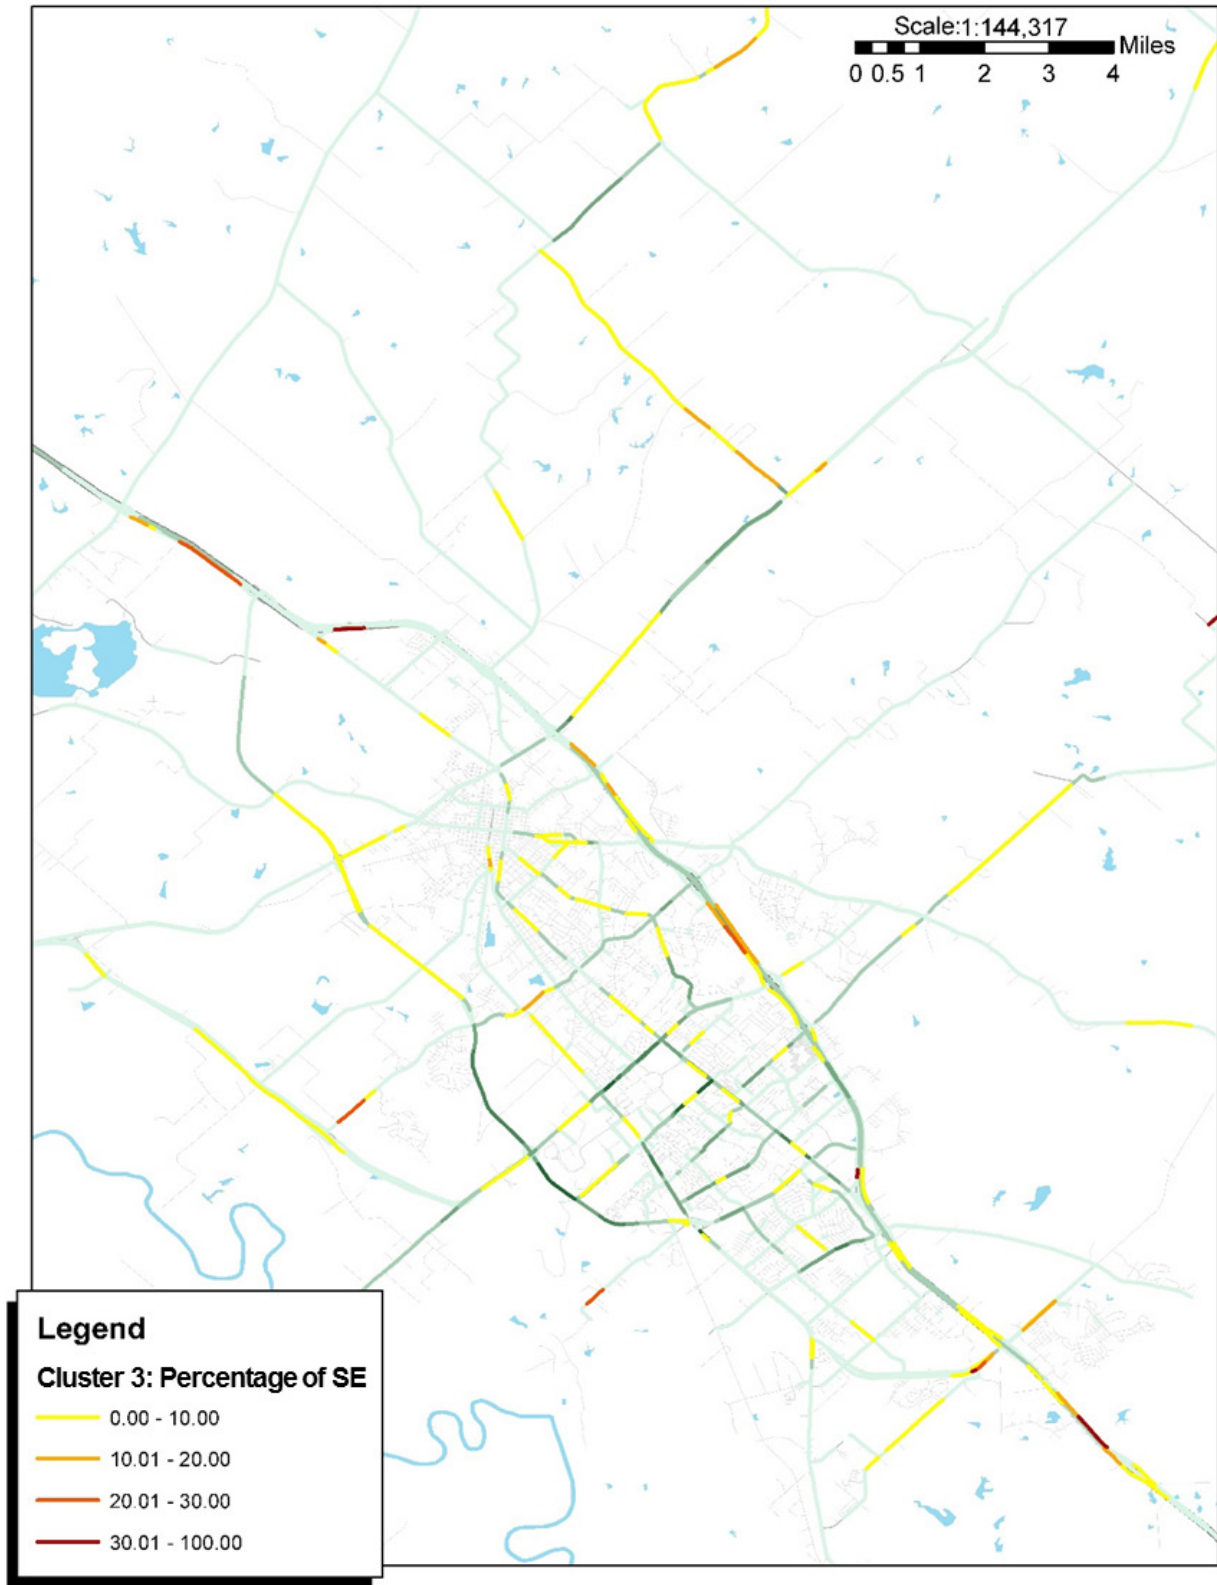 Scale:1:144,317
Miles
0 0.5 1 2 3 4
Legend
Cluster 3: Percentage of SE
0.00 - 10.00
10.01 - 20.00
20.01 - 30.00
30.01 - 100.00